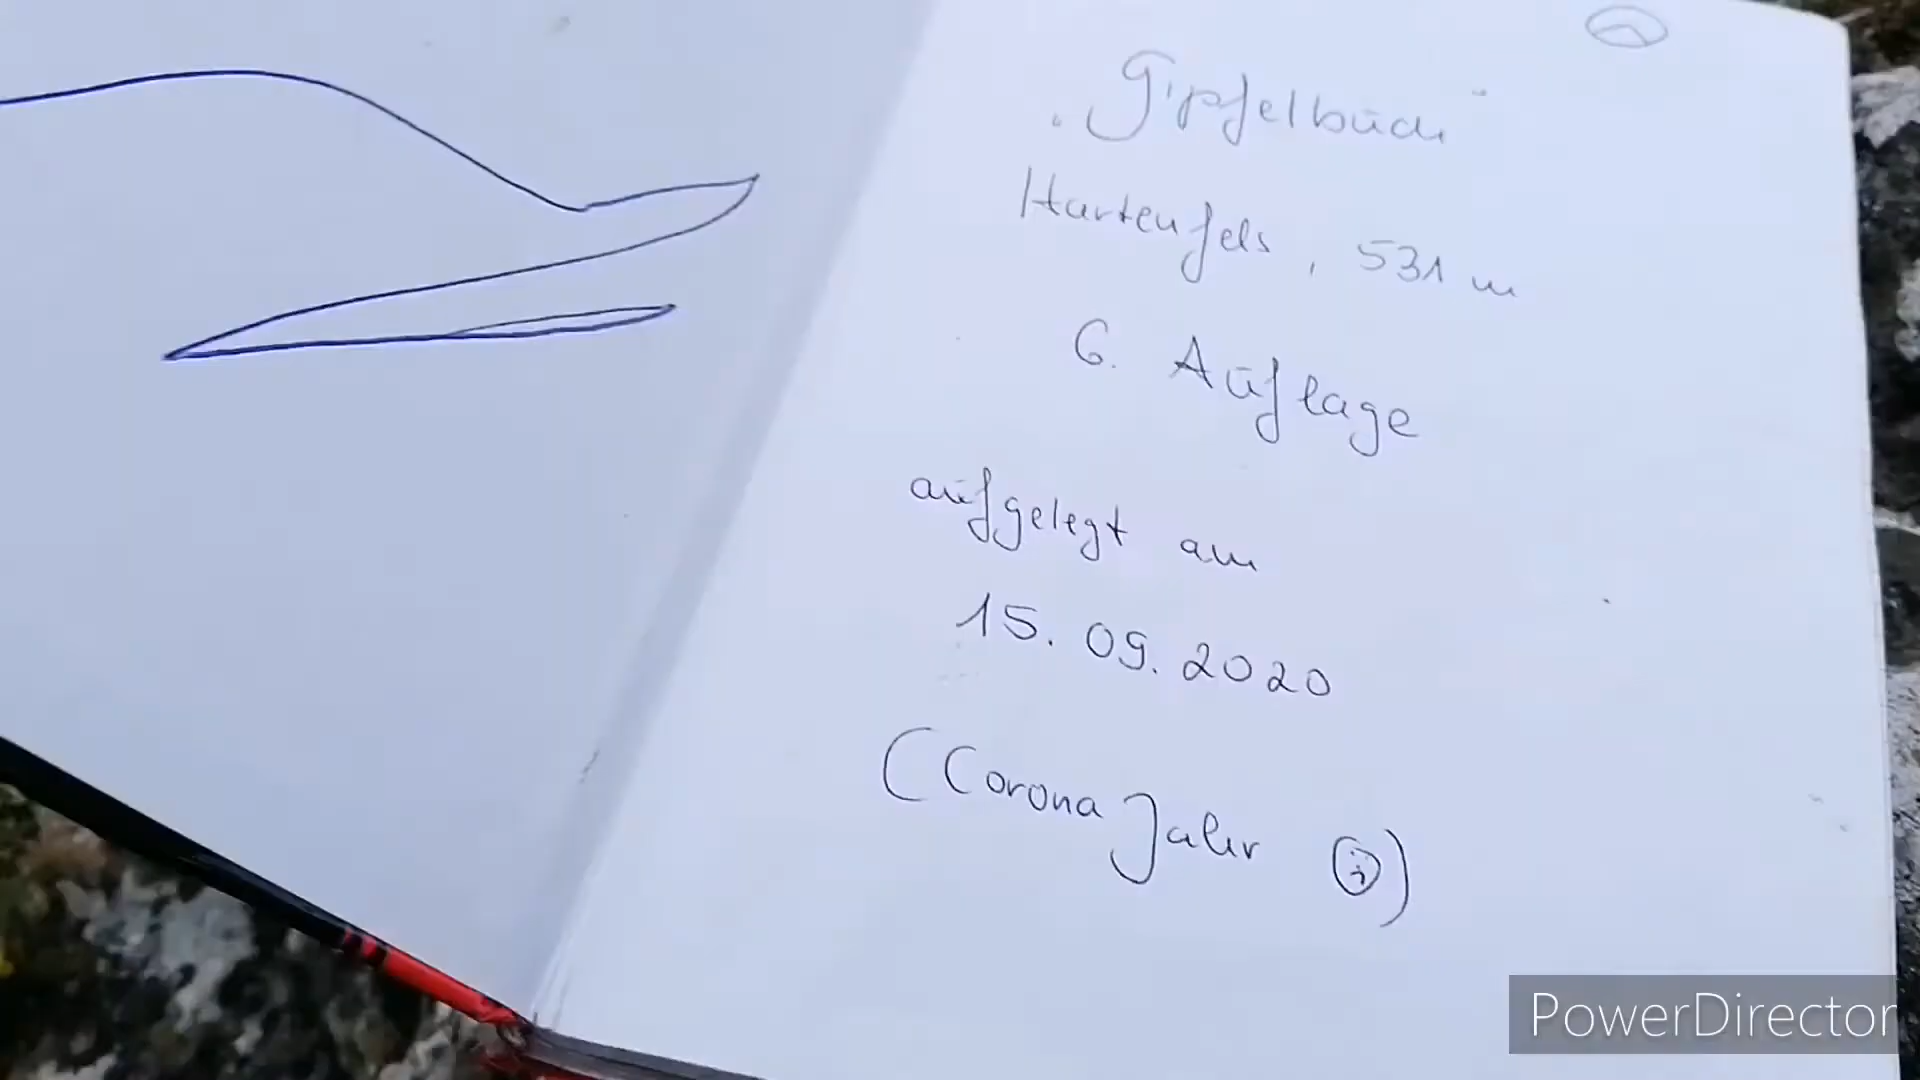 "Gipfelbuch"
Hartenfels, 531 m
6. Auflage
aufgelegt am
15.09.2020
(Corona Jahr )
PowerDirector